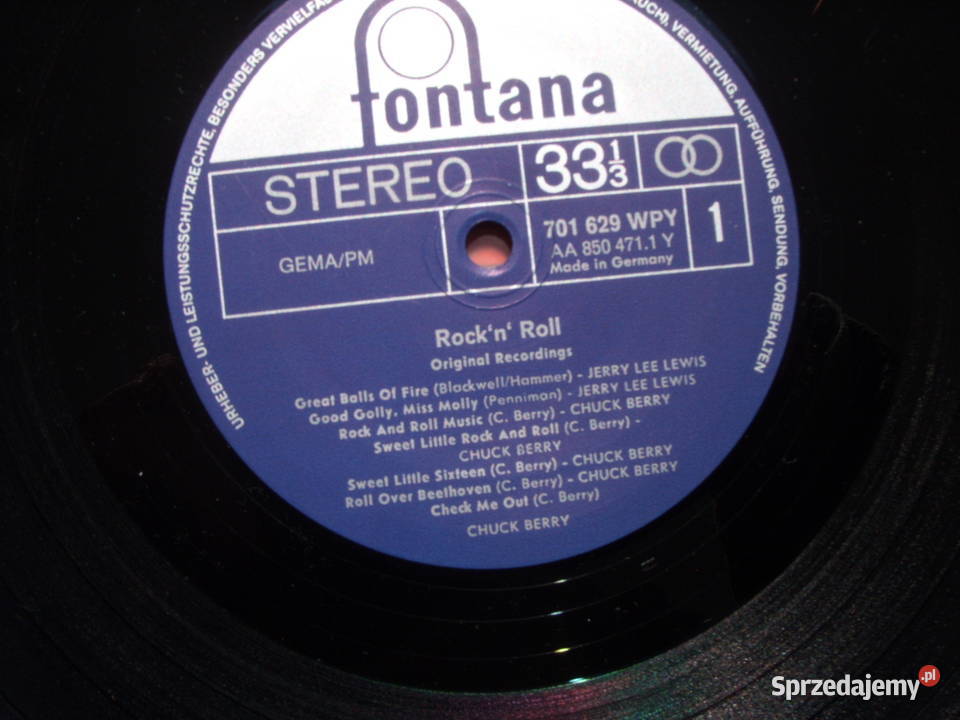 URHEBER- UND LEISTUNGSSCHUTZRECHTE, BESONDERS VERVIELFÄ
RAUCH), VERMIETUNG, AUFFÜHRUNG, SENDUNG, VORBEHALTEN
fontana
STEREO
33 1/3
GEMA/PM
701 629 WPY
AA 850 471.1 Y
Made in Germany
1
Rock'n' Roll
Original Recordings
Great Balls Of Fire (Blackwell/Hammer) - JERRY LEE LEWIS
Good Golly, Miss Molly (Penniman) - JERRY LEE LEWIS
Rock And Roll Music (C. Berry) - CHUCK BERRY
Sweet Little Rock And Roll (C. Berry) -
CHUCK BERRY
Sweet Little Sixteen (C. Berry) - CHUCK BERRY
Roll Over Beethoven (C. Berry) - CHUCK BERRY
Check Me Out (C. Berry)
CHUCK BERRY
Sprzedajemy.pl